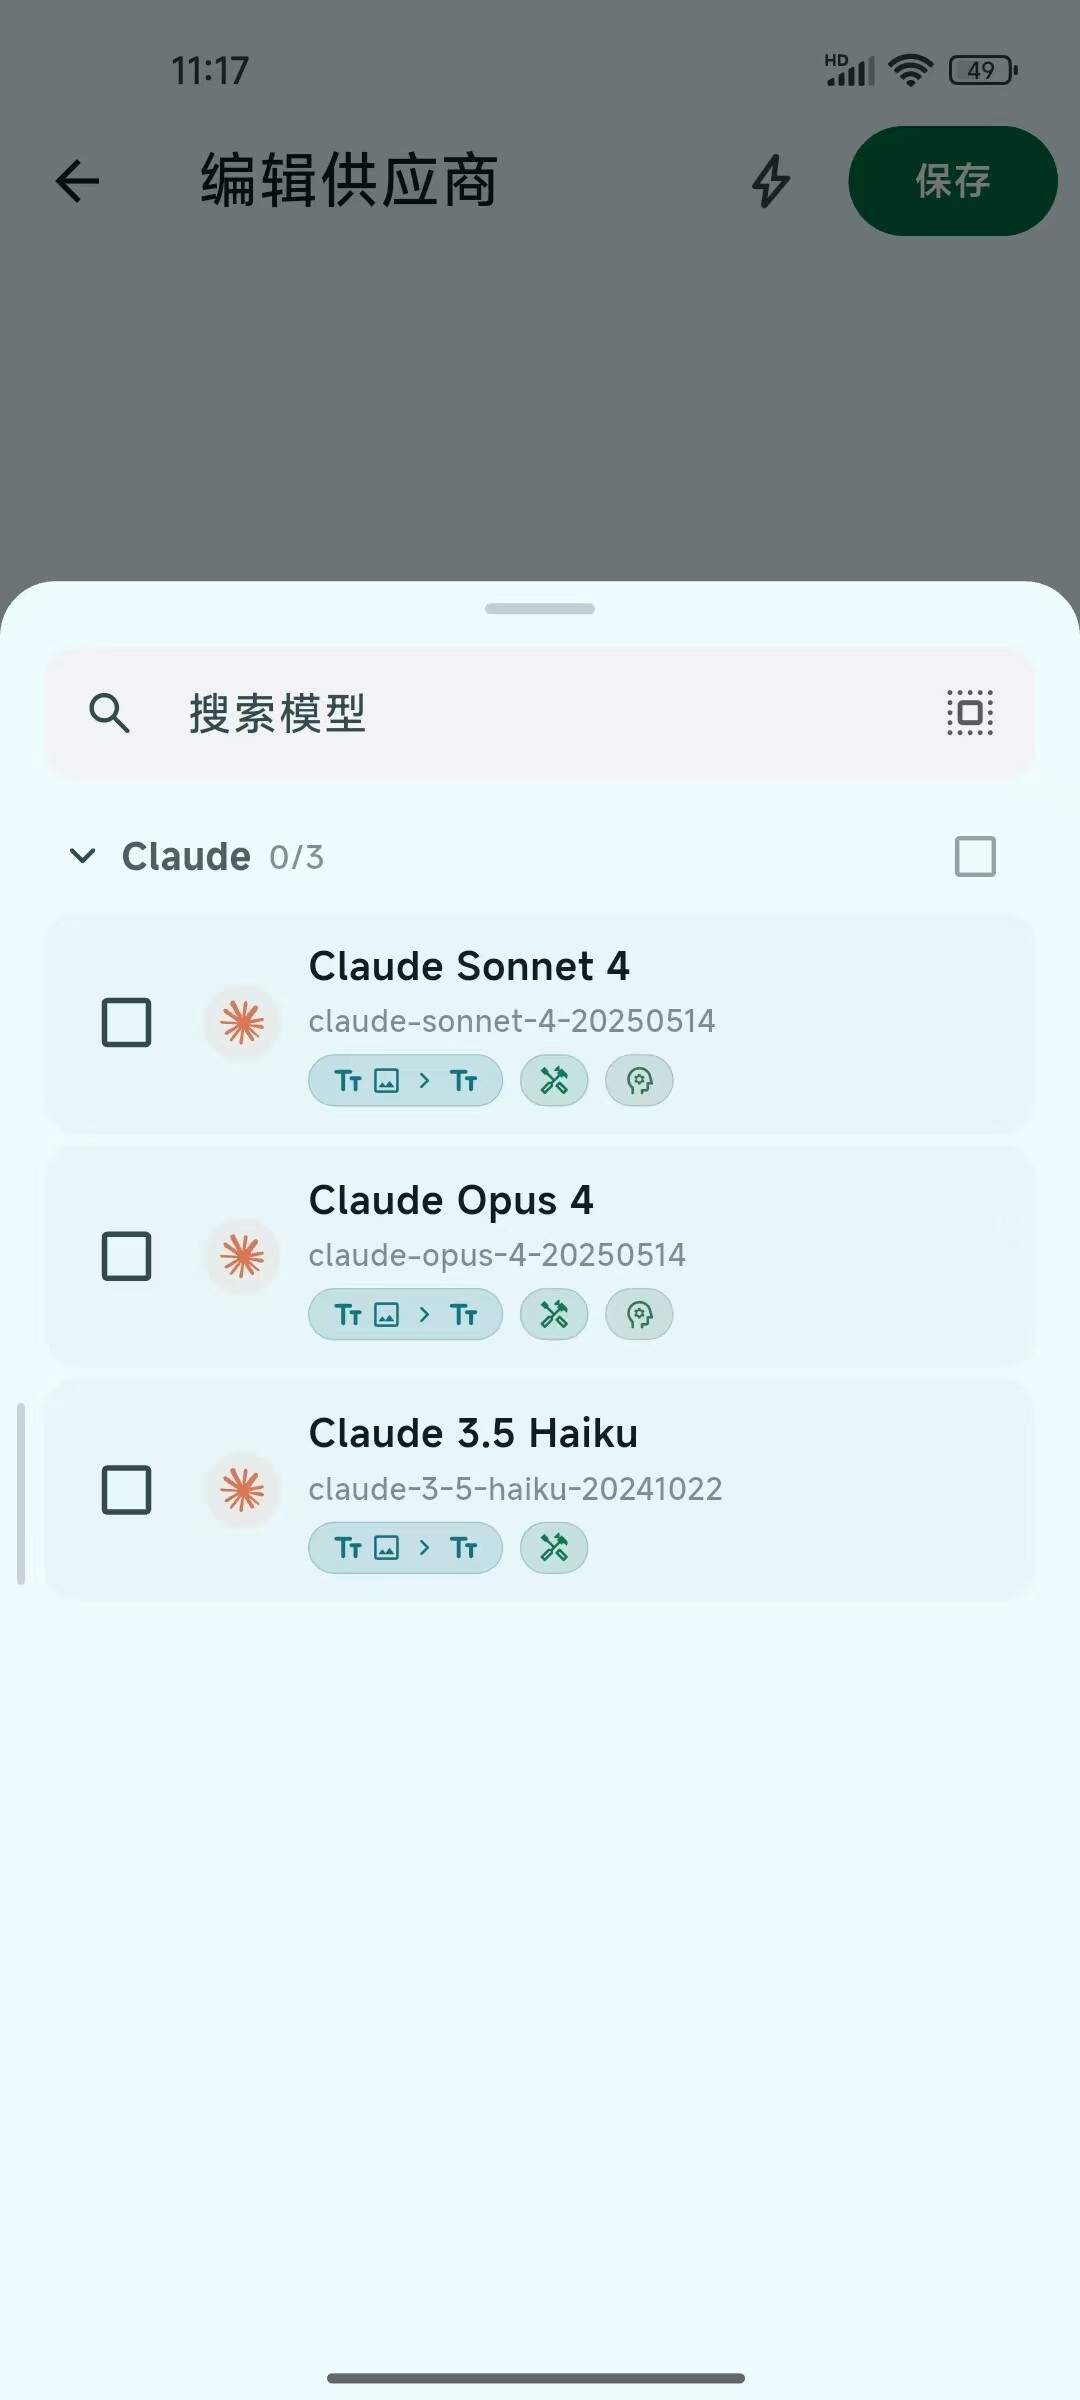 11:17
HD
49
编辑供应商
保存
搜索模型
Claude 0/3
Claude Sonnet 4
claude-sonnet-4-20250514
Claude Opus 4
claude-opus-4-20250514
Claude 3.5 Haiku
claude-3-5-haiku-20241022